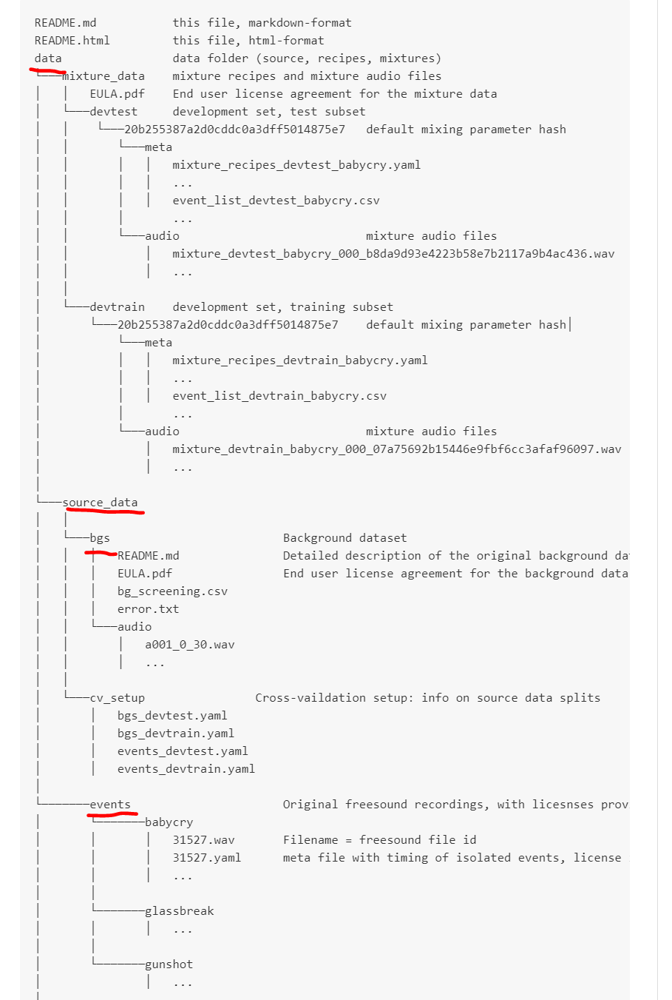 README.md this file, markdown-format
README.html this file, html-format
data data folder (source, recipes, mixtures)
└───mixture_data mixture recipes and mixture audio files
│ │ EULA.pdf End user license agreement for the mixture data
│ └───devtest development set, test subset
│ │ └───20b255387a2d0cddc0a3dff5014875e7 default mixing parameter hash
│ │ └───meta
│ │ │ │ mixture_recipes_devtest_babycry.yaml
│ │ │ │ ...
│ │ │ │ event_list_devtest_babycry.csv
│ │ │ ...
│ │ └───audio mixture audio files
│ │ │ mixture_devtest_babycry_000_b8da9d93e4223b58e7b2117a9b4ac436.wav
│ │ │ ...
│ │
│ └───devtrain development set, training subset
│ └───20b255387a2d0cddc0a3dff5014875e7 default mixing parameter hash│
│ └───meta
│ │ │ mixture_recipes_devtrain_babycry.yaml
│ │ │ ...
│ │ │ event_list_devtrain_babycry.csv
│ │ ...
│ └───audio mixture audio files
│ │ mixture_devtrain_babycry_000_07a75692b15446e9fbf6cc3afaf96097.wav
│ │ ...
│
└───source_data
│ │
│ └───bgs Background dataset
│ │ │ README.md Detailed description of the original background da
│ │ │ EULA.pdf End user license agreement for the background data
│ │ │ bg_screening.csv
│ │ │ error.txt
│ │ └───audio
│ │ │ a001_0_30.wav
│ │ │ ...
│ │
│ └───cv_setup Cross-vaildation setup: info on source data splits
│ │ bgs_devtest.yaml
│ │ bgs_devtrain.yaml
│ │ events_devtest.yaml
│ │ events_devtrain.yaml
│
└───────events Original freesound recordings, with licesnses prov
│ └───────babycry
│ │ │ 31527.wav Filename = freesound file id
│ │ │ 31527.yaml meta file with timing of isolated events, license
│ │ │ ...
│ │
│ └───────glassbreak
│ │ │ ...
│ │
│ └───────gunshot
│ │ ...
│